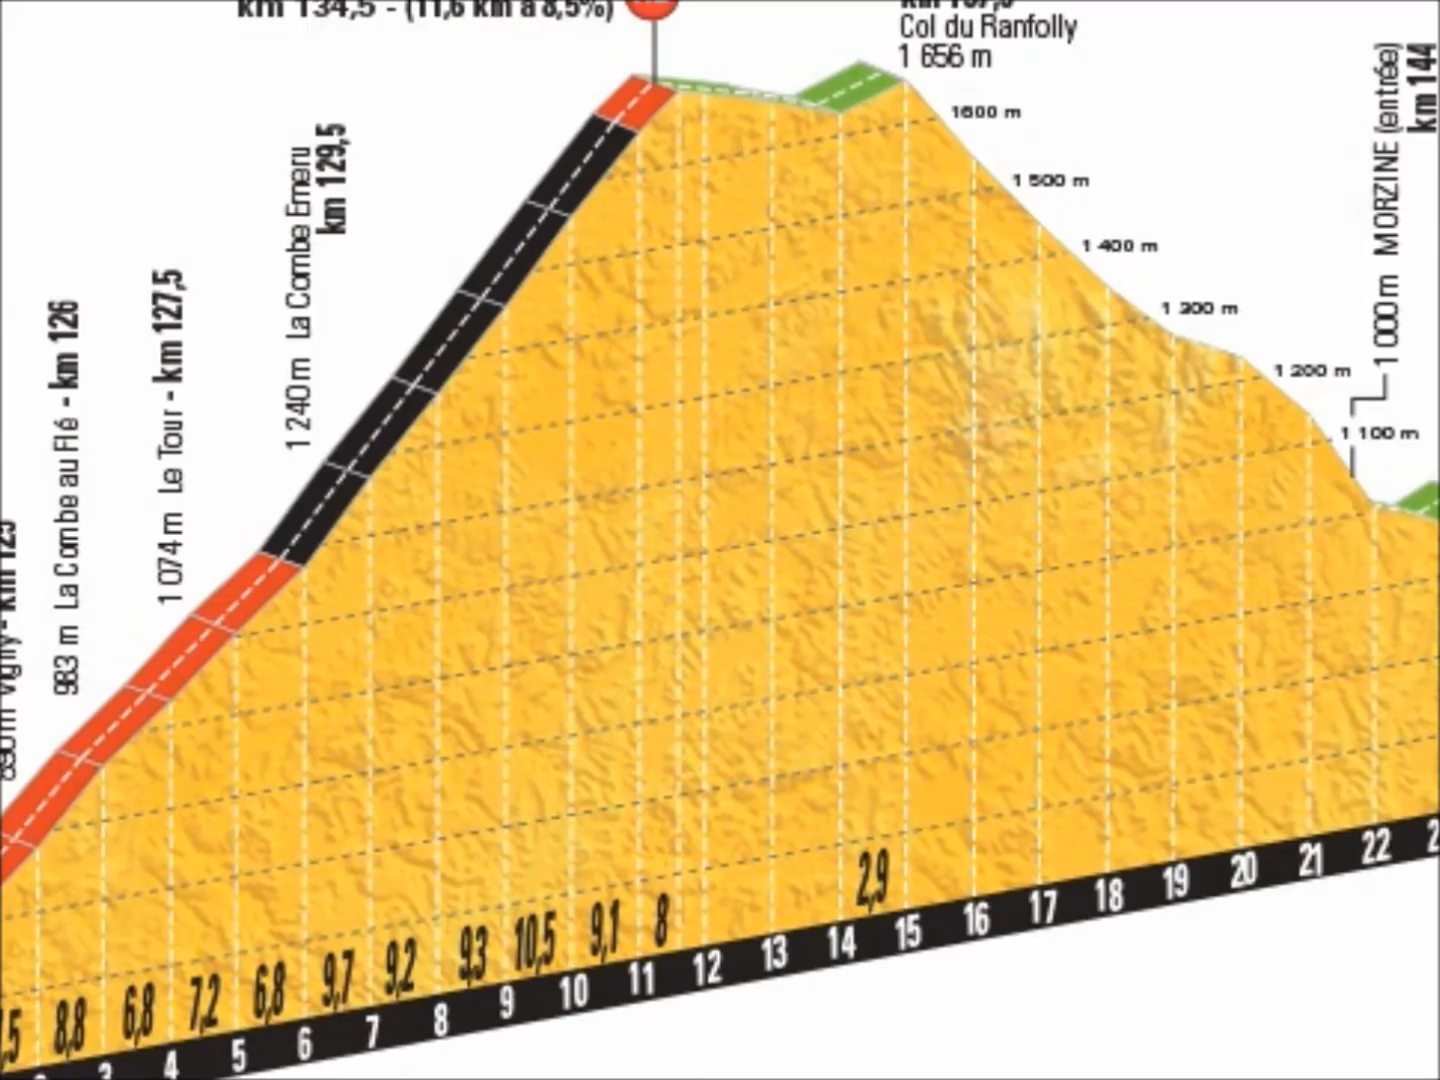 km 134,5 - (11,6 km à 8,5%)
Col du Ranfolly
1 656 m
1600 m
1 500 m
1 400 m
1 300 m
1 200 m
1 100 m
1 000 m MORZINE (entrée)
km 144
1 240 m La Combe Emeru
km 129,5
1 074 m Le Tour - km 127,5
983 m La Combe au Flé - km 126
8,8 6,8 7,2 6,8 9,7 9,2 9,3 10,5 9,1 8 2,9
3 4 5 6 7 8 9 10 11 12 13 14 15 16 17 18 19 20 21 22